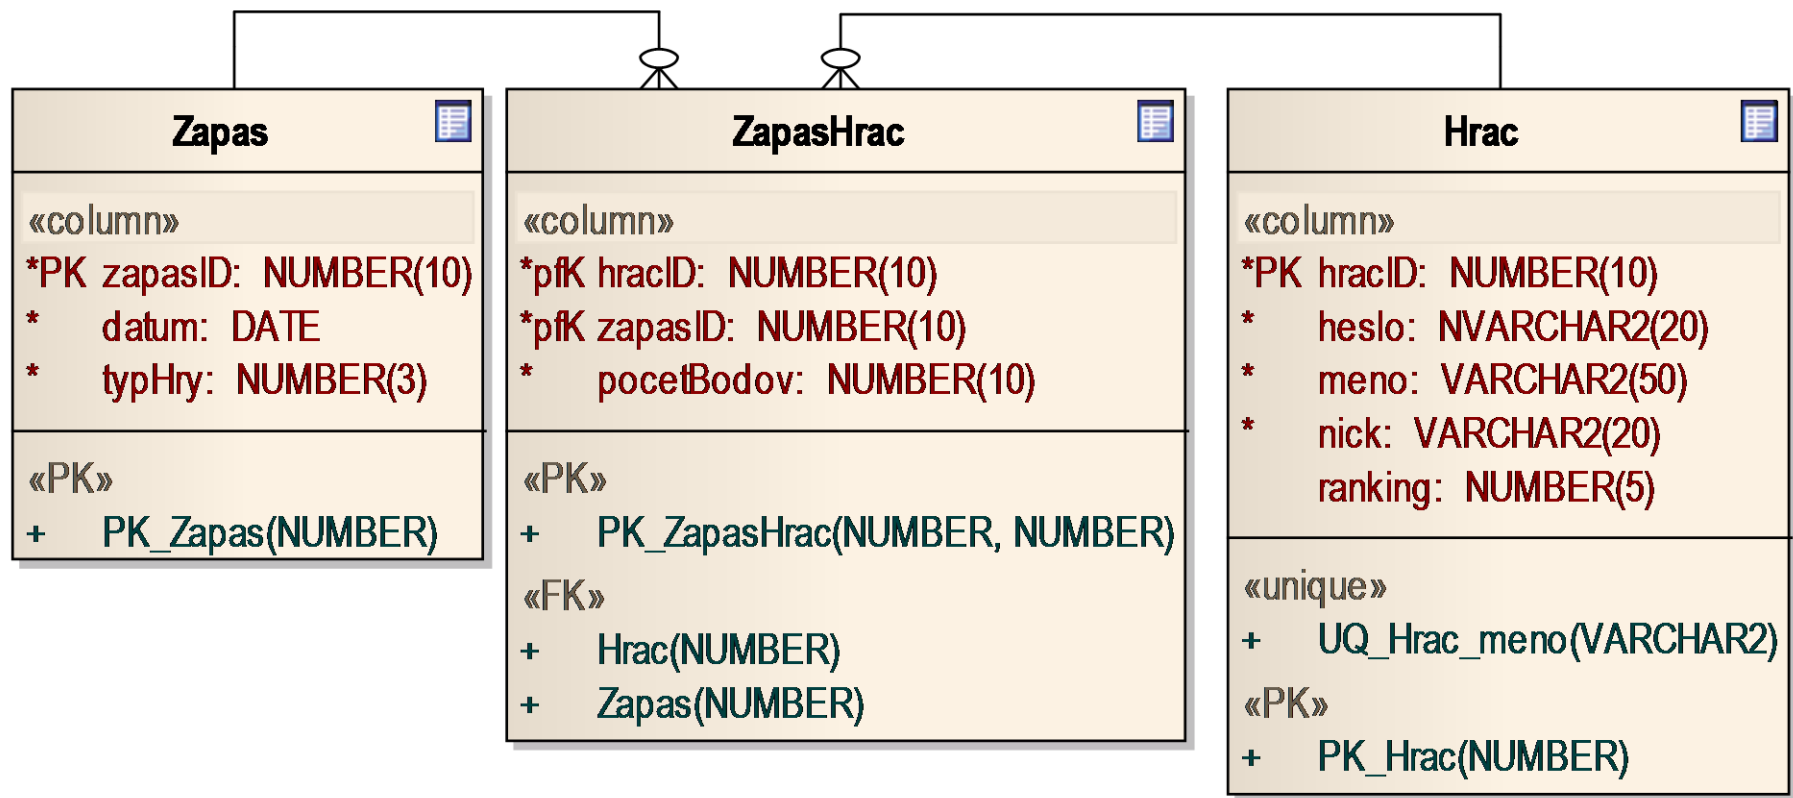 Zapas
«column»
*PK zapasID: NUMBER(10)
* datum: DATE
* typHry: NUMBER(3)
«PK»
+ PK_Zapas(NUMBER)
ZapasHrac
«column»
*pfK hracID: NUMBER(10)
*pfK zapasID: NUMBER(10)
* pocetBodov: NUMBER(10)
«PK»
+ PK_ZapasHrac(NUMBER, NUMBER)
«FK»
+ Hrac(NUMBER)
+ Zapas(NUMBER)
Hrac
«column»
*PK hracID: NUMBER(10)
* heslo: NVARCHAR2(20)
* meno: VARCHAR2(50)
* nick: VARCHAR2(20)
ranking: NUMBER(5)
«unique»
+ UQ_Hrac_meno(VARCHAR2)
«PK»
+ PK_Hrac(NUMBER)